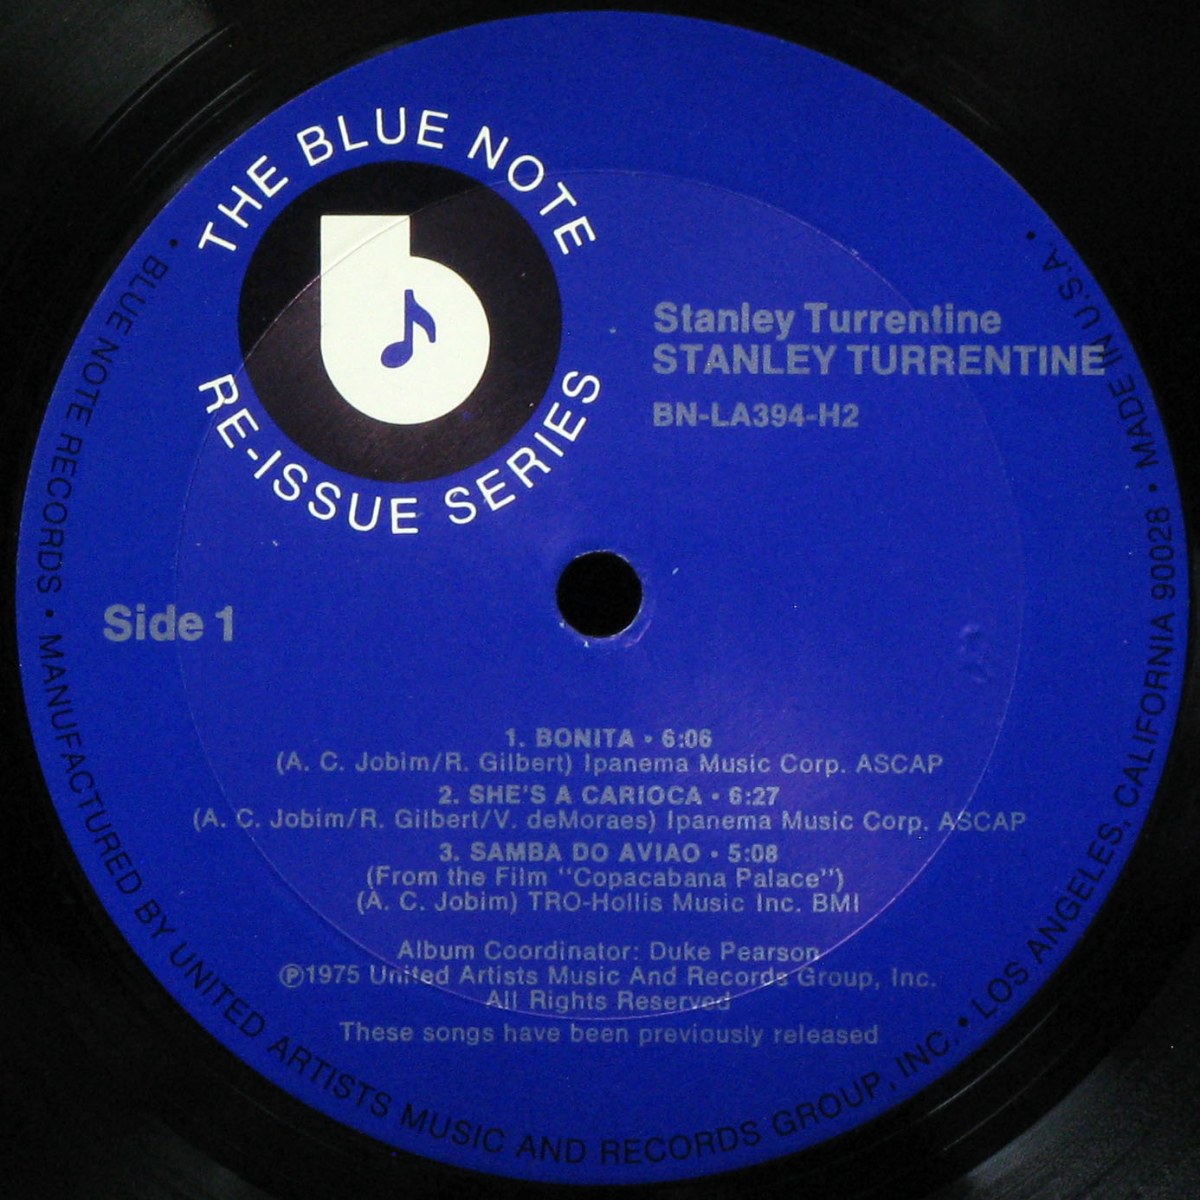 THE BLUE NOTE
RE-ISSUE SERIES
b
Stanley Turrentine
STANLEY TURRENTINE
BN-LA394-H2
Side 1
1. BONITA • 6:06
(A. C. Jobim/R. Gilbert) Ipanema Music Corp. ASCAP
2. SHE'S A CARIOCA • 6:27
(A. C. Jobim/R. Gilbert/V. deMoraes) Ipanema Music Corp. ASCAP
3. SAMBA DO AVIAO • 5:08
(From the Film "Copacabana Palace")
(A. C. Jobim) TRO-Hollis Music Inc. BMI
Album Coordinator: Duke Pearson
℗1975 United Artists Music And Records Group, Inc.
All Rights Reserved
These songs have been previously released
• BLUE NOTE RECORDS • MANUFACTURED BY UNITED ARTISTS MUSIC AND RECORDS GROUP, INC. • LOS ANGELES, CALIFORNIA 90028 • MADE IN U.S.A. •